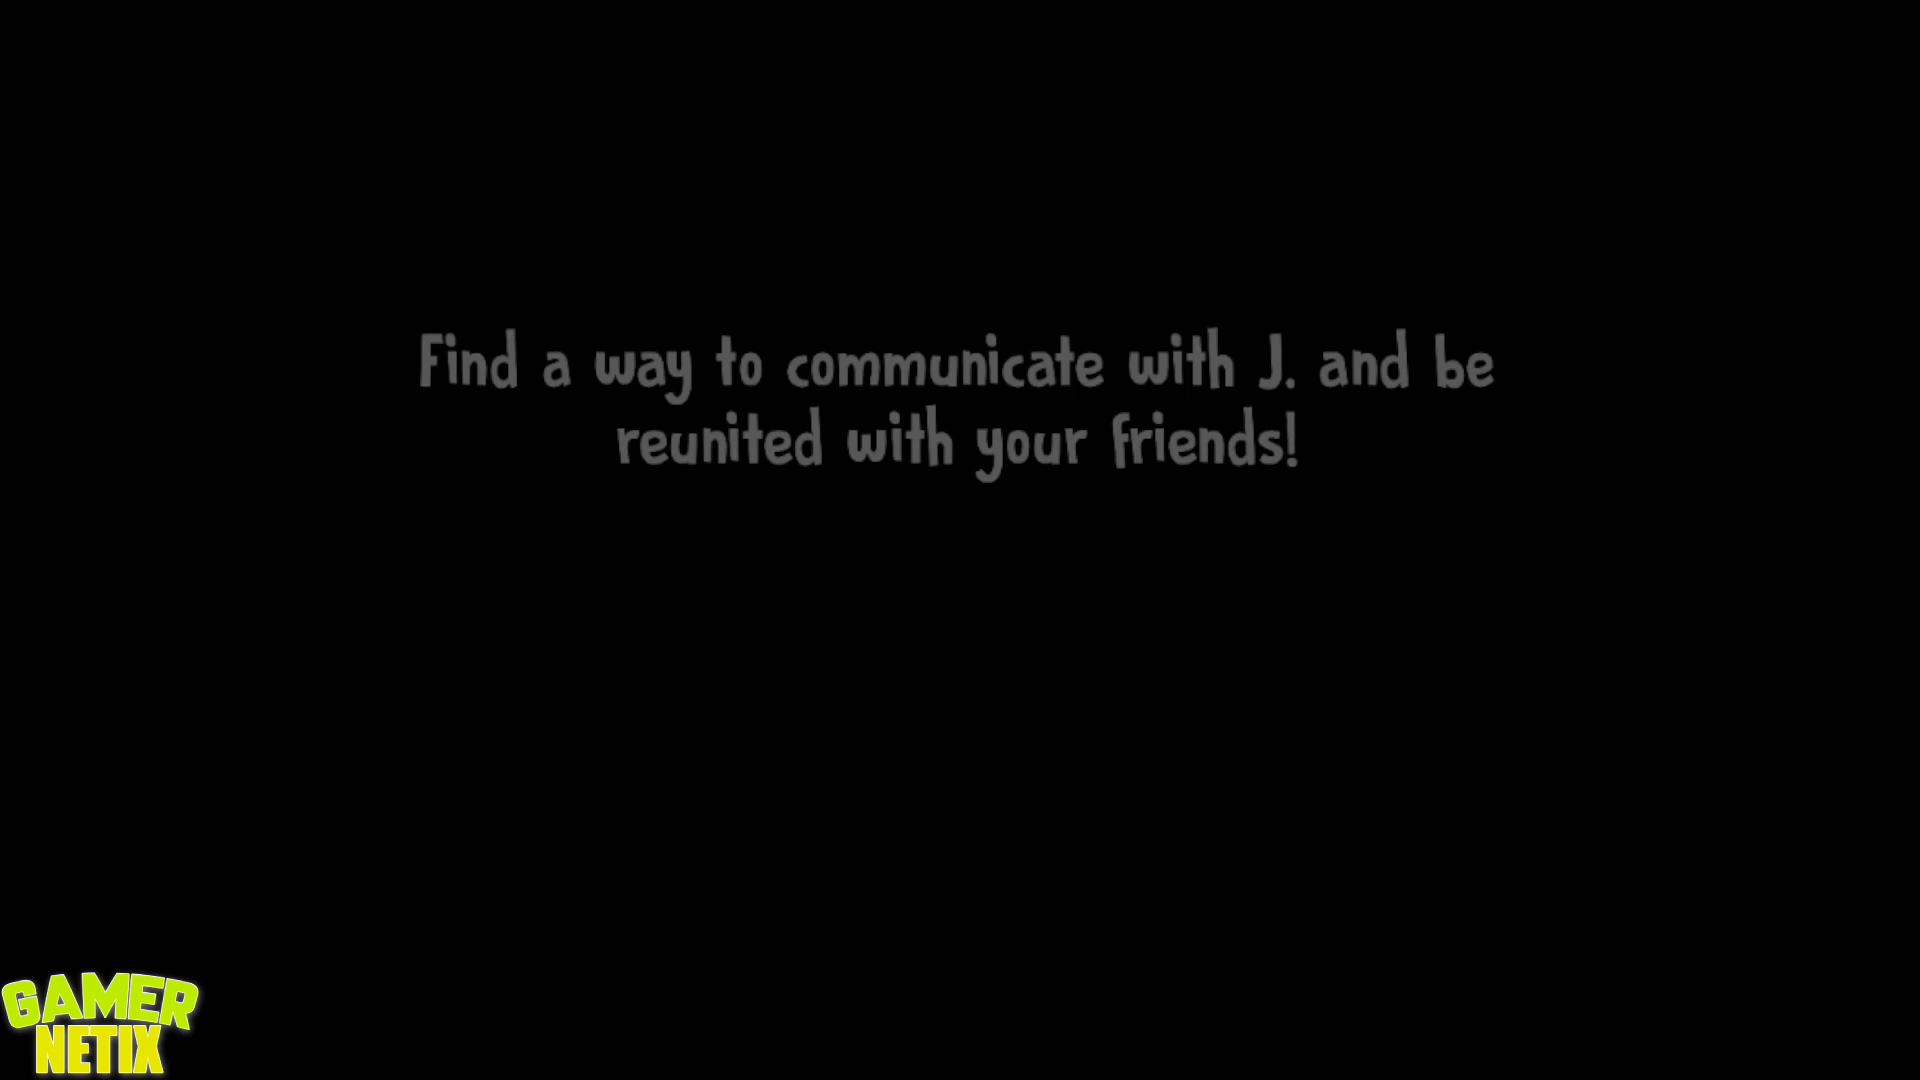 Find a way to communicate with J. and be
reunited with your friends!
GAMER
NETIX